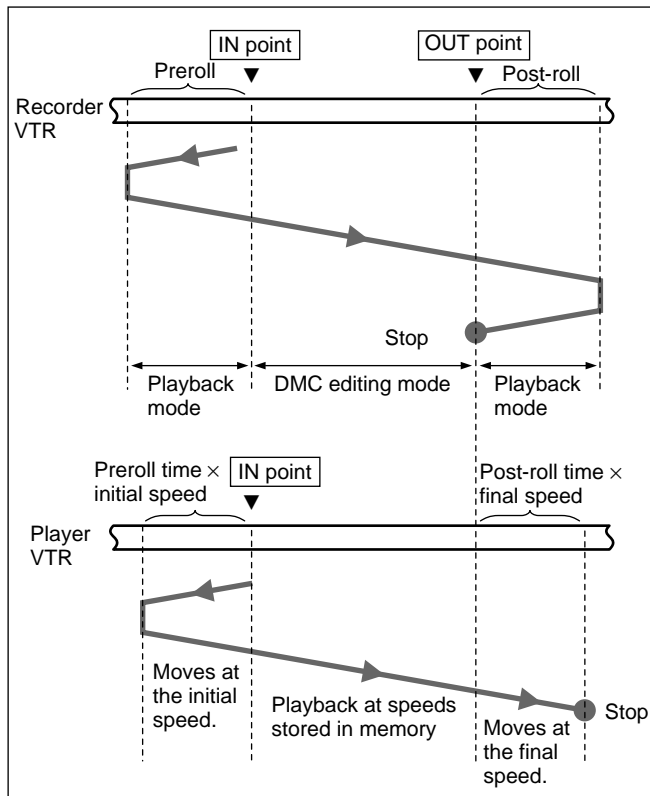 IN point
OUT point
Preroll
Post-roll
Recorder
VTR
Stop
Playback
mode
DMC editing mode
Playback
mode
Preroll time ×
initial speed
IN point
Post-roll time ×
final speed
Player
VTR
Moves at
the initial
speed.
Playback at speeds
stored in memory
Moves at
the final
speed.
Stop